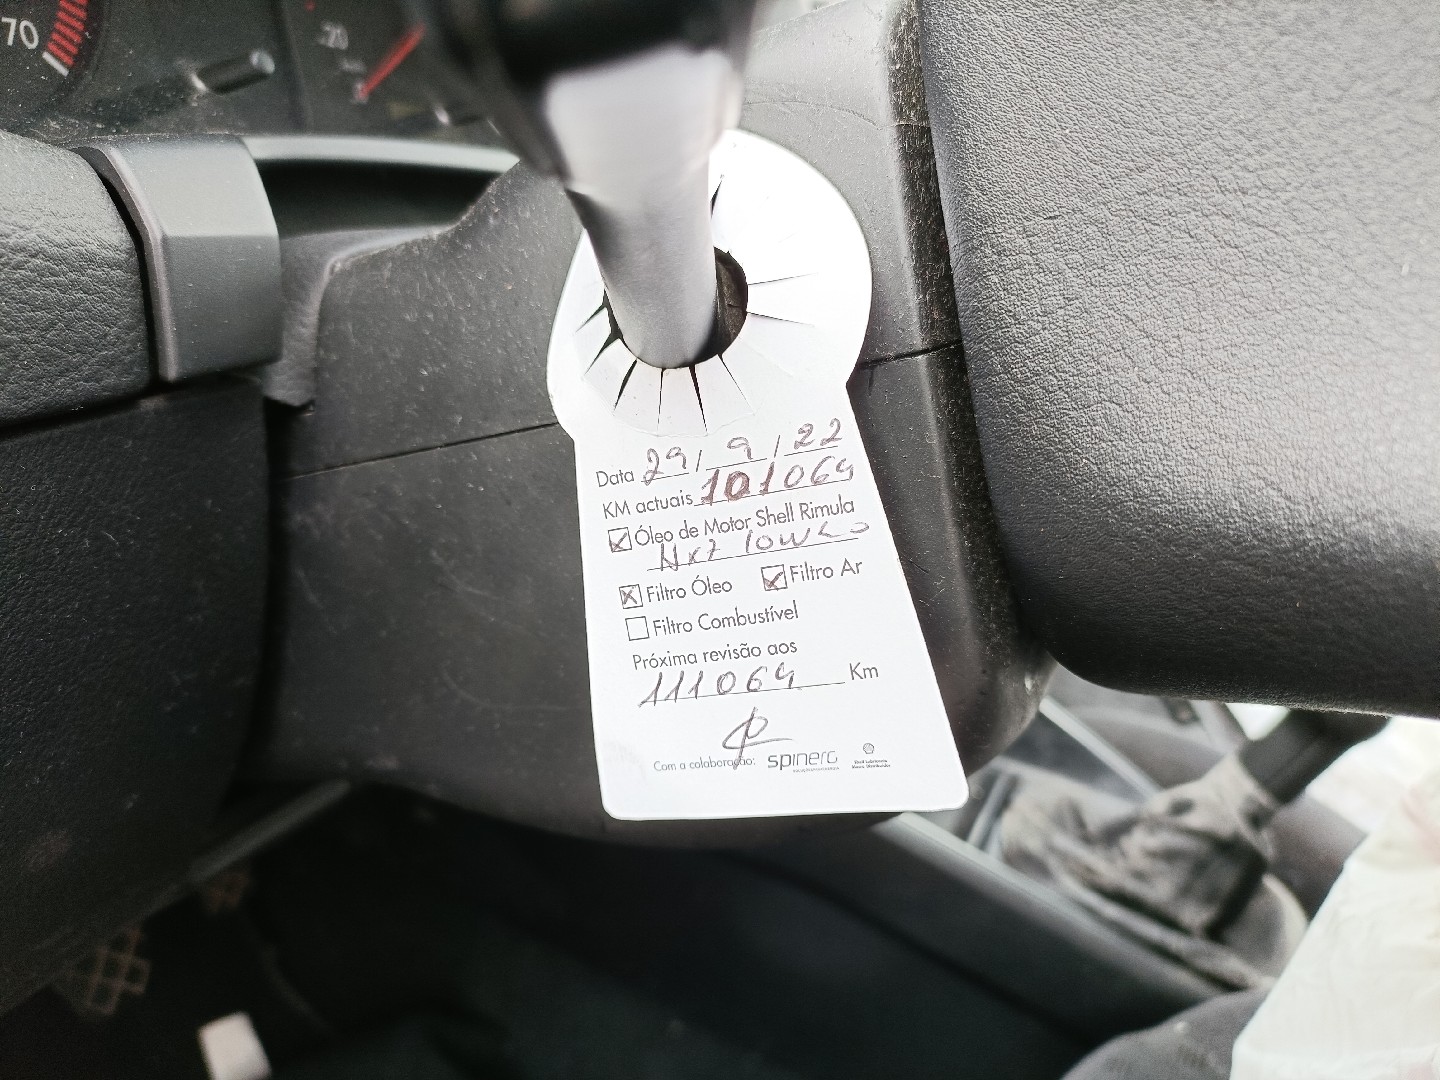 70
20
Data 29 / 9 / 22
KM actuais 101064
Óleo de Motor Shell Rimula
10W40
Filtro Óleo Filtro Ar
Filtro Combustível
Próxima revisão aos
111064 Km
Com a colaboração: spinerg